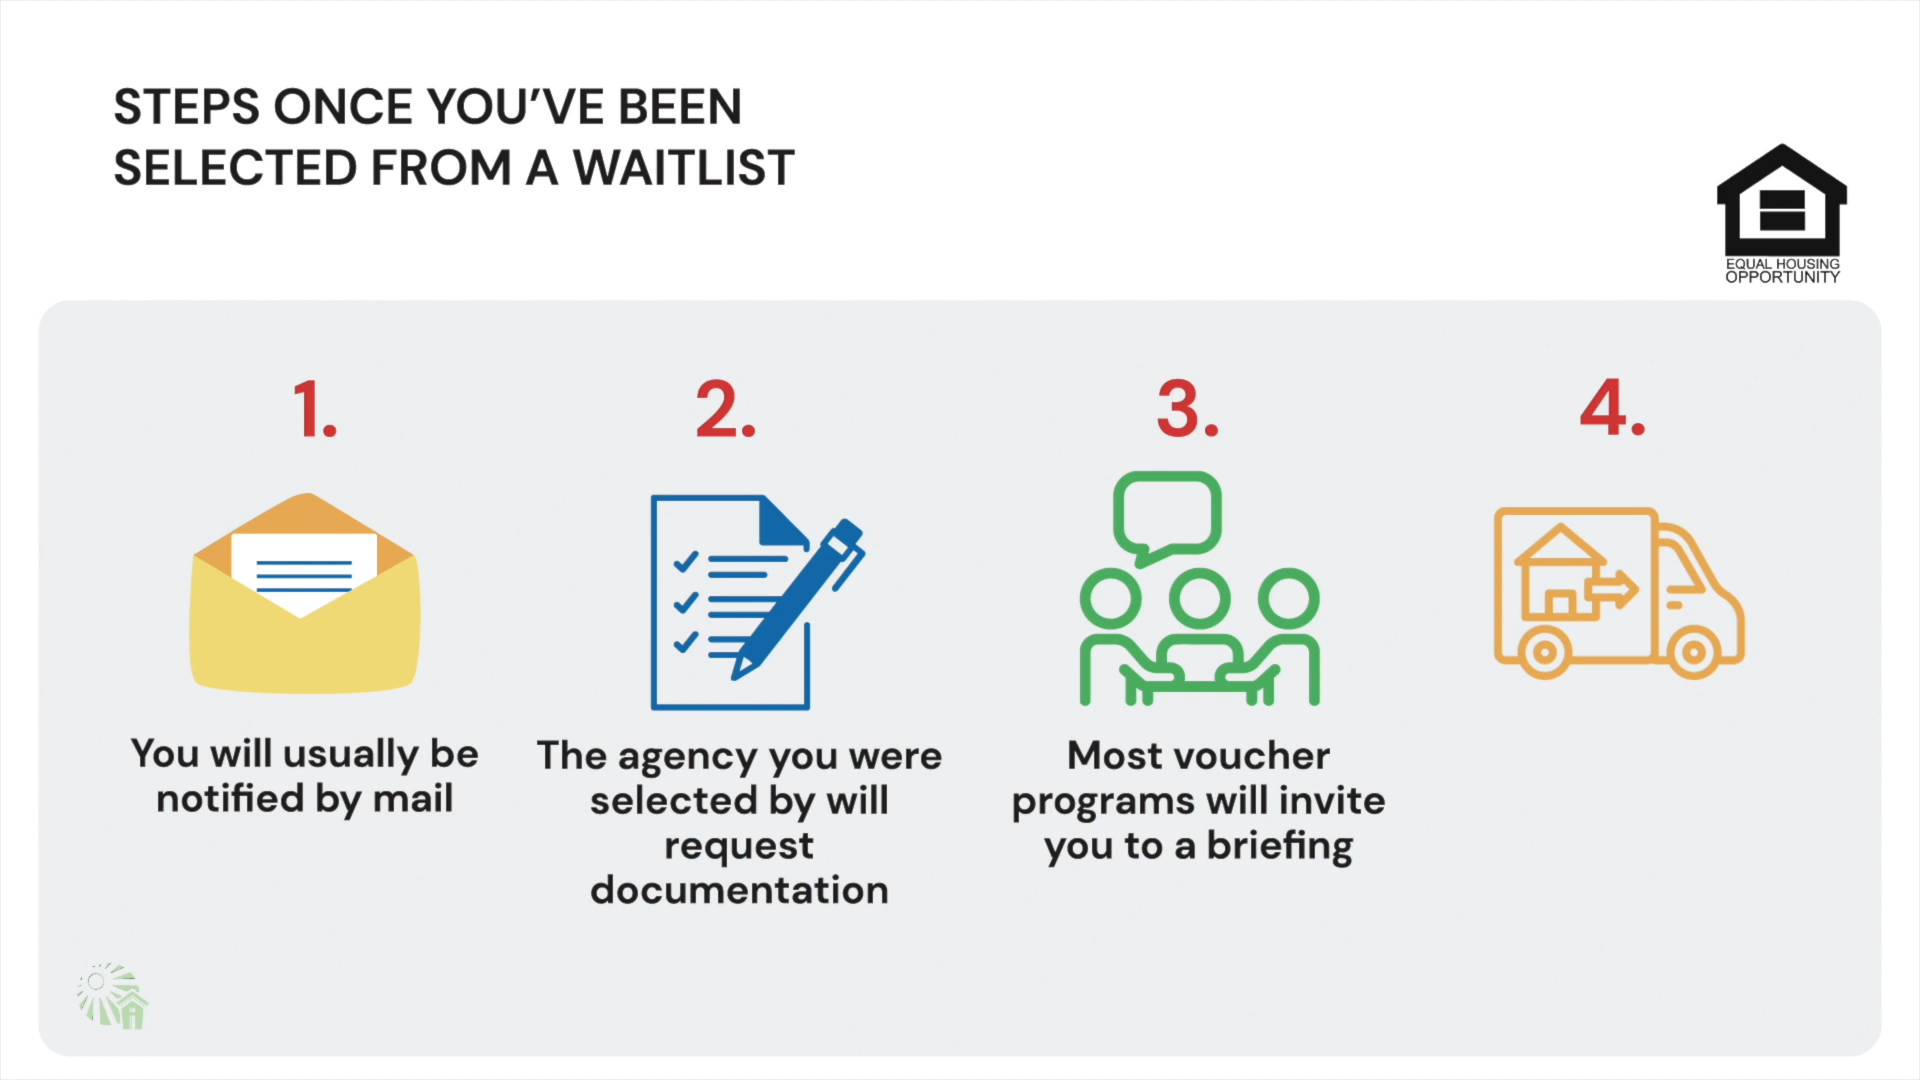 STEPS ONCE YOU’VE BEEN
SELECTED FROM A WAITLIST
EQUAL HOUSING
OPPORTUNITY
1.
You will usually be
notified by mail
2.
The agency you were
selected by will
request
documentation
3.
Most voucher
programs will invite
you to a briefing
4.